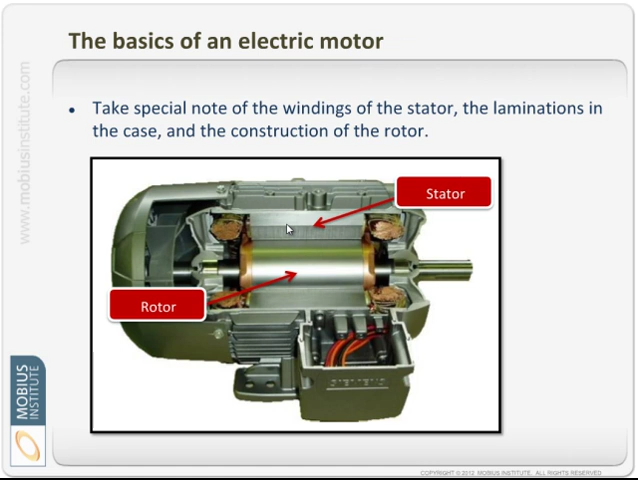 The basics of an electric motor
www.mobiusinstitute.com
• Take special note of the windings of the stator, the laminations in
the case, and the construction of the rotor.
Stator
Rotor
SIEMENS
MOBIUS
INSTITUTE
COPYRIGHT © 2012 MOBIUS INSTITUTE. ALL RIGHTS RESERVED.